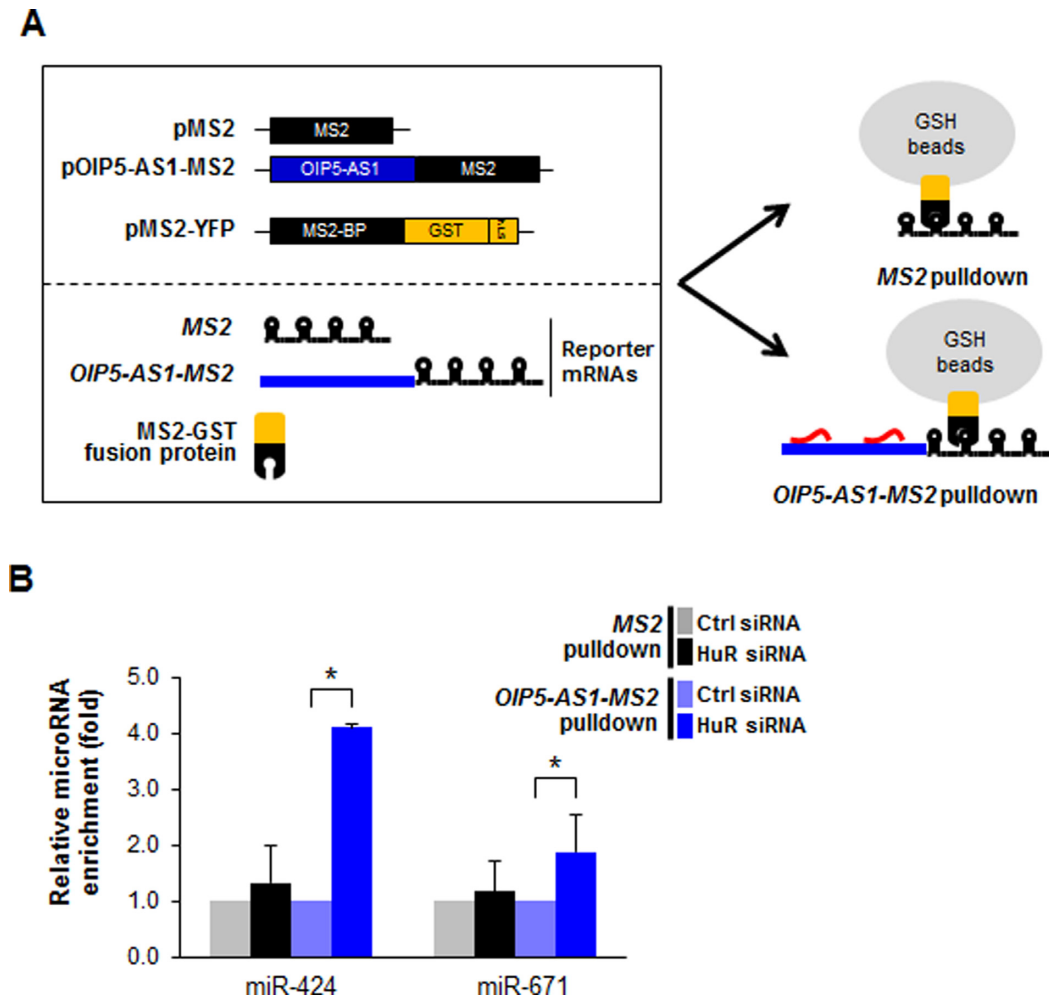 A
pMS2
MS2
pOIP5-AS1-MS2
OIP5-AS1
MS2
pMS2-YFP
MS2-BP
GST
MS2
OIP5-AS1-MS2
Reporter
mRNAs
MS2-GST
fusion protein
GSH
beads
MS2 pulldown
GSH
beads
OIP5-AS1-MS2 pulldown
B
MS2
pulldown
Ctrl siRNA
HuR siRNA
OIP5-AS1-MS2
pulldown
Ctrl siRNA
HuR siRNA
Relative microRNA
enrichment (fold)
5.0
4.0
3.0
2.0
1.0
0.0
*
*
miR-424
miR-671